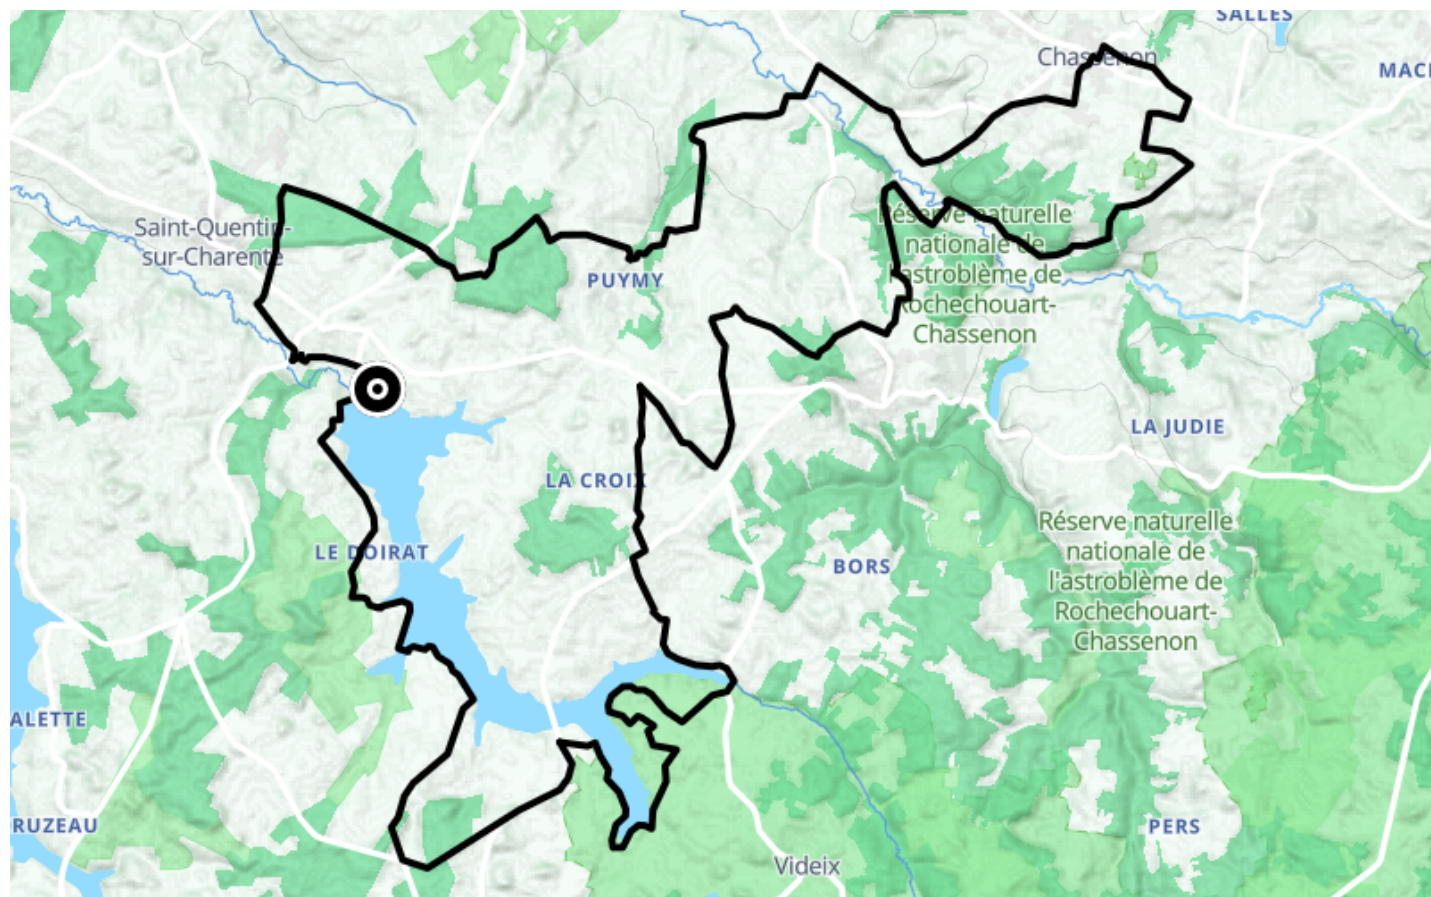 SALLES
Chassenon
MACI
Saint-Quentin-
sur-Charente
Réserve naturelle
nationale de
l'astroblème de
Rochechouart-
Chassenon
PUYMY
LA JUDIE
LA CROIX
Réserve naturelle
nationale de
l'astroblème de
Rochechouart-
Chassenon
LE DOIRAT
BORS
ALETTE
RUZEAU
PERS
Videix